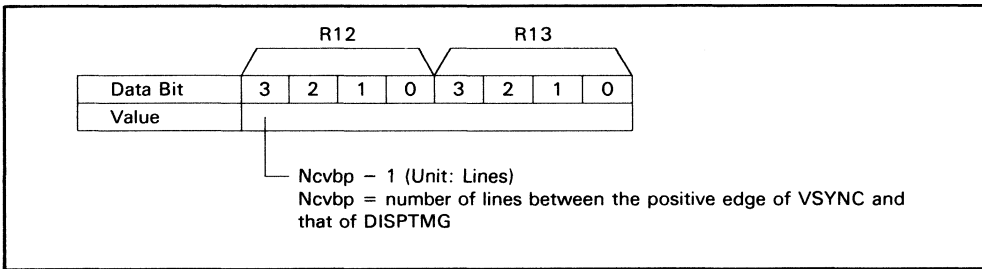 R12 R13
Data Bit 3 2 1 0 3 2 1 0
Value
Ncvbp − 1 (Unit: Lines)
Ncvbp = number of lines between the positive edge of VSYNC and
that of DISPTMG